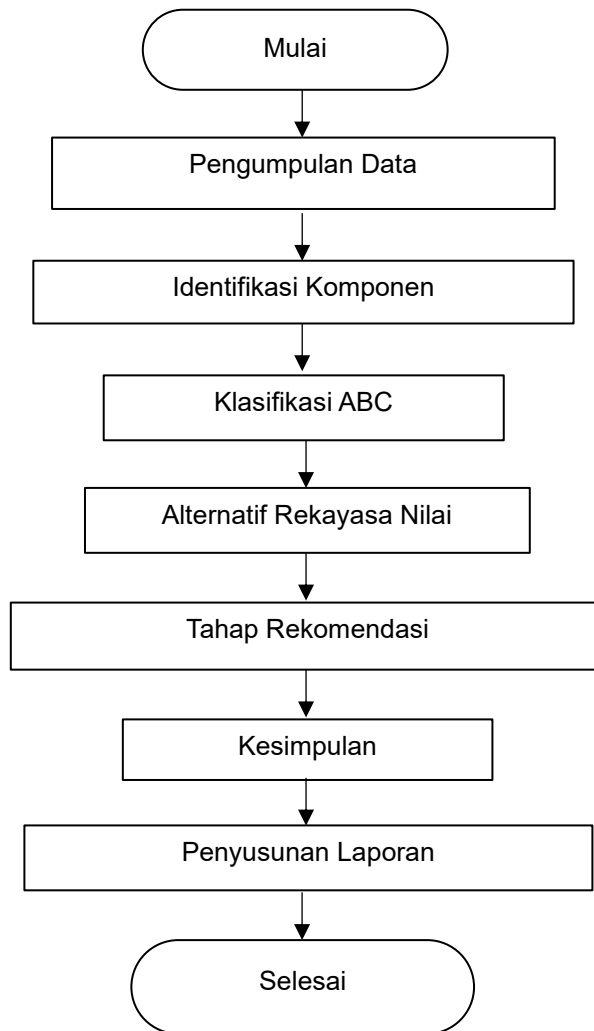 Mulai
Pengumpulan Data
Identifikasi Komponen
Klasifikasi ABC
Alternatif Rekayasa Nilai
Tahap Rekomendasi
Kesimpulan
Penyusunan Laporan
Selesai